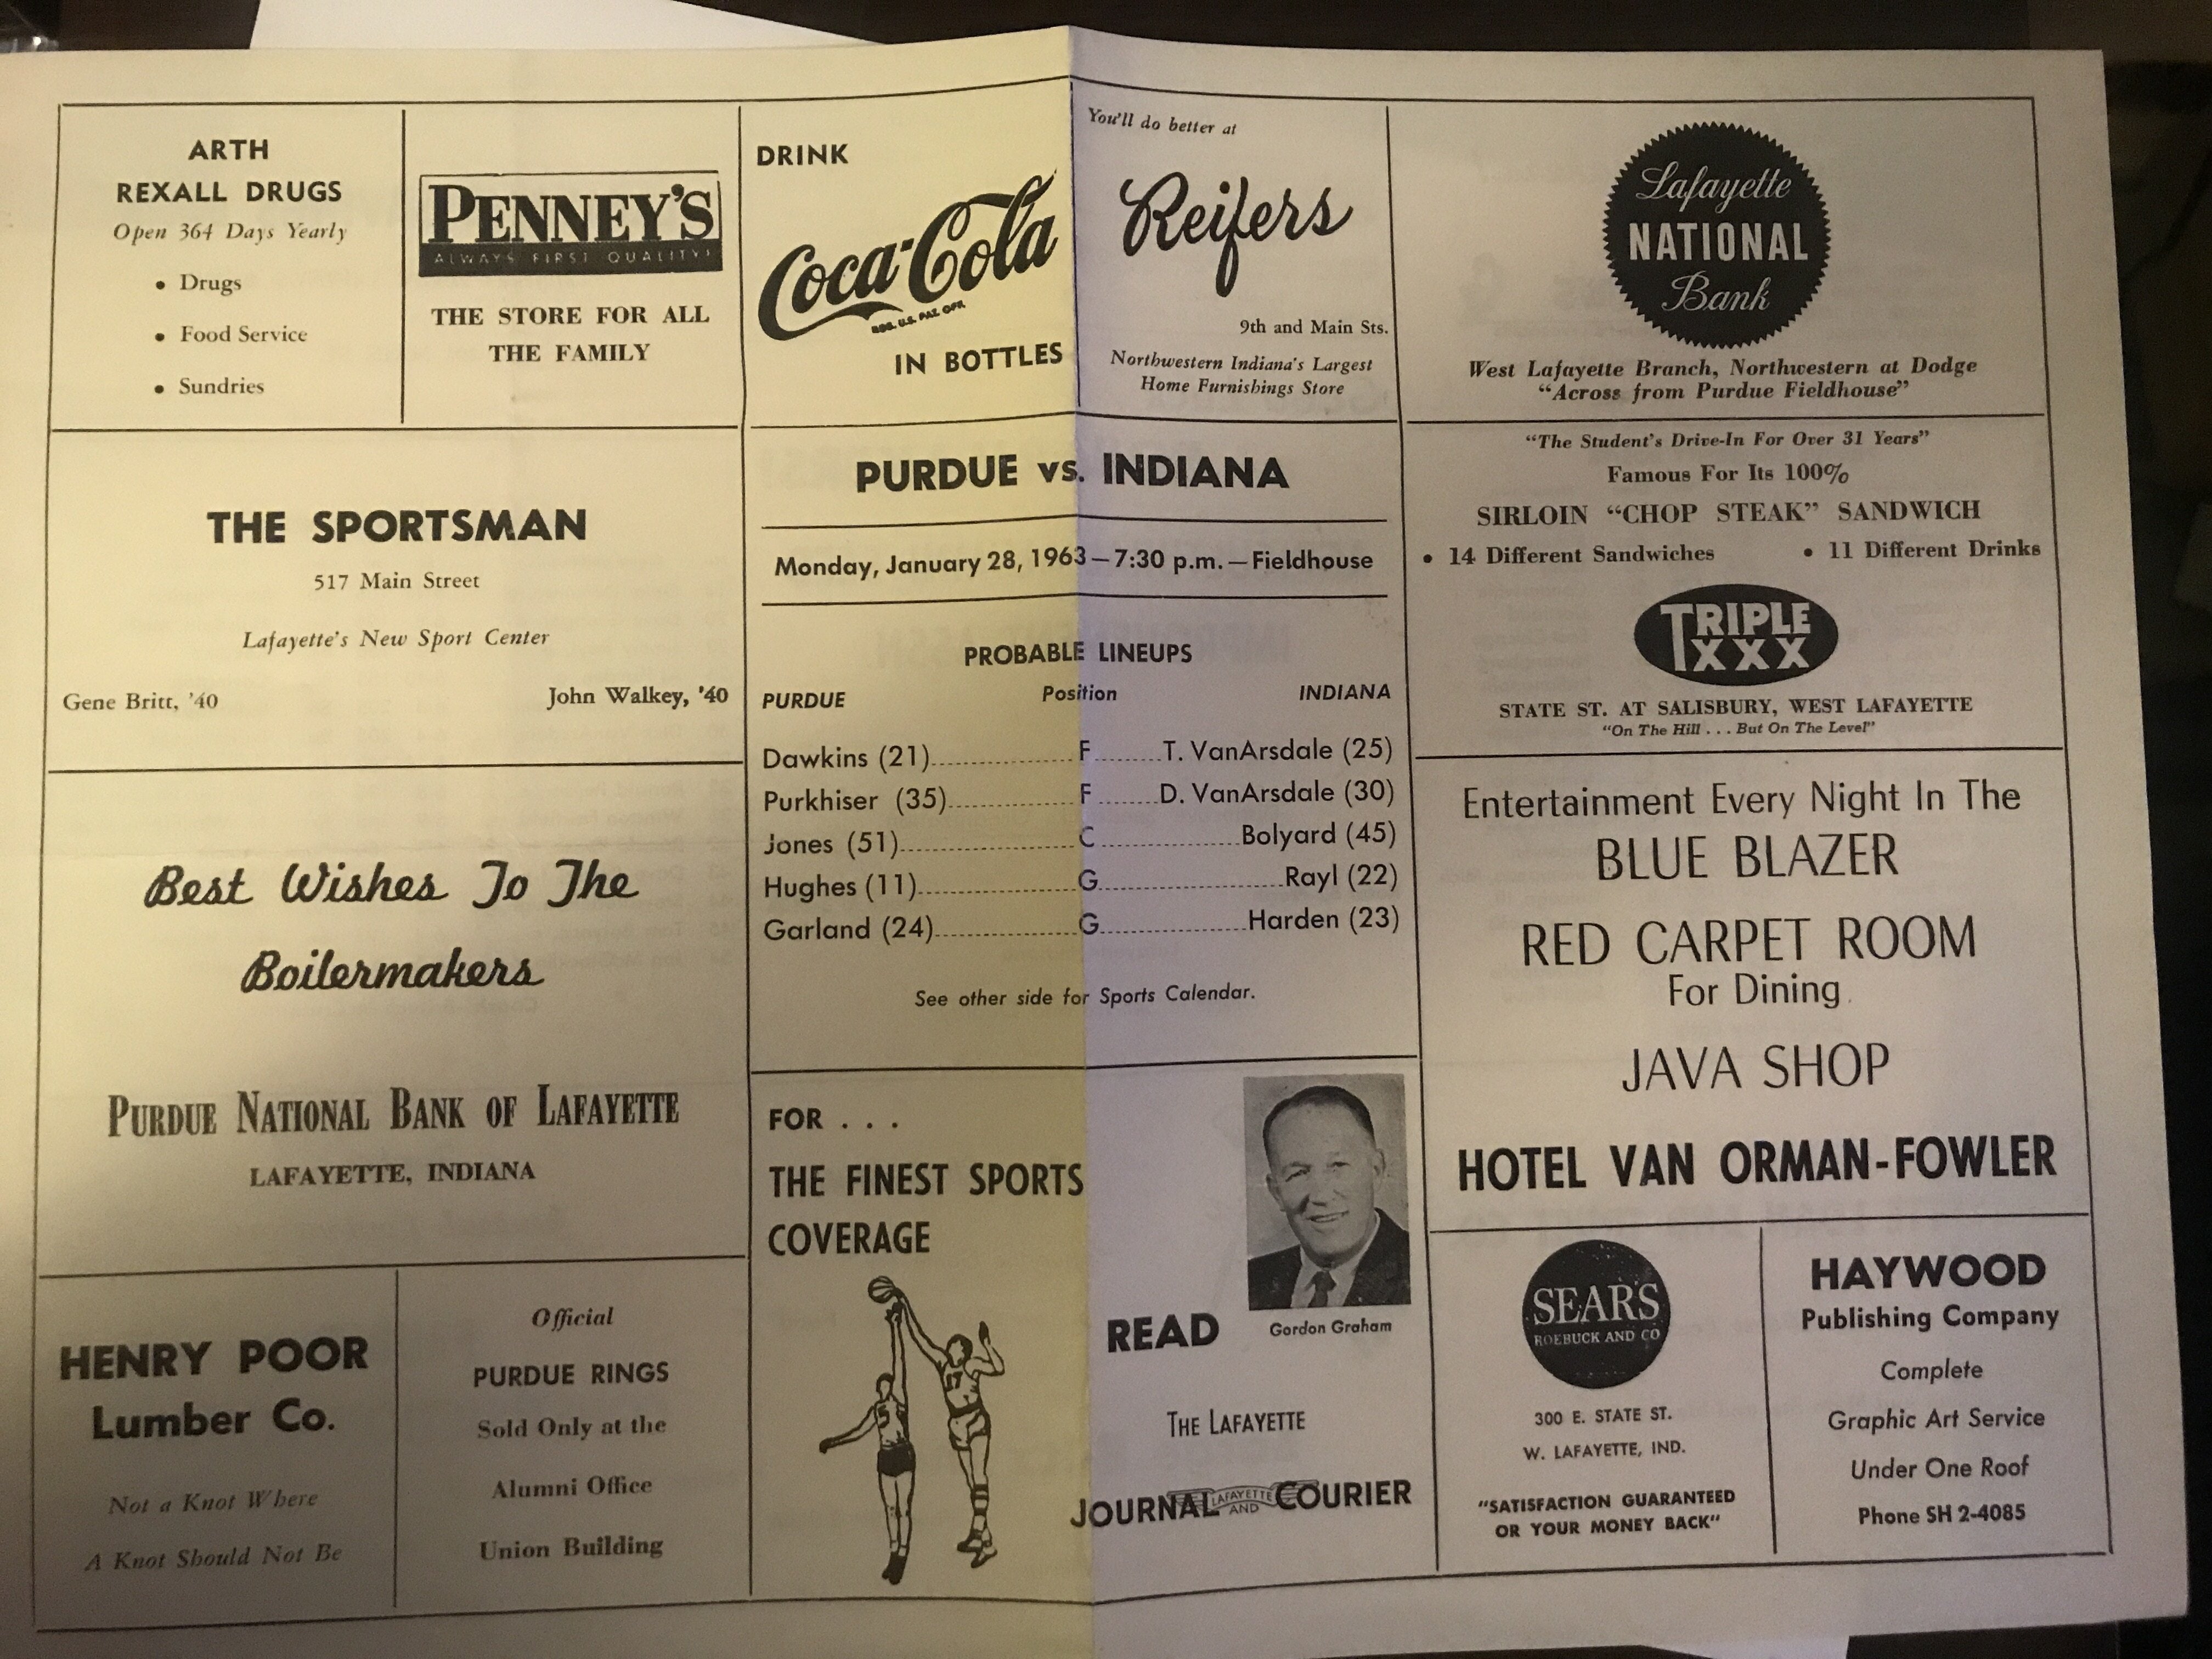 ARTH
REXALL DRUGS
Open 364 Days Yearly
• Drugs
• Food Service
• Sundries
PENNEY'S
ALWAYS FIRST QUALITY!
THE STORE FOR ALL
THE FAMILY
DRINK
Coca-Cola
REG. U.S. PAT. OFF.
IN BOTTLES
You'll do better at
Reifers
9th and Main Sts.
Northwestern Indiana's Largest
Home Furnishings Store
Lafayette
NATIONAL
Bank
West Lafayette Branch, Northwestern at Dodge
"Across from Purdue Fieldhouse"
THE SPORTSMAN
517 Main Street
Lafayette's New Sport Center
Gene Britt, '40 John Walkey, '40
PURDUE vs. INDIANA
Monday, January 28, 1963—7:30 p.m.—Fieldhouse
PROBABLE LINEUPS
PURDUE Position INDIANA
Dawkins (21) F T. VanArsdale (25)
Purkhiser (35) F D. VanArsdale (30)
Jones (51) C Bolyard (45)
Hughes (11) G Rayl (22)
Garland (24) G Harden (23)
See other side for Sports Calendar.
"The Student's Drive-In For Over 31 Years"
Famous For Its 100%
SIRLOIN "CHOP STEAK" SANDWICH
• 14 Different Sandwiches • 11 Different Drinks
TRIPLE
XXX
STATE ST. AT SALISBURY, WEST LAFAYETTE
"On The Hill . . . But On The Level"
Best Wishes To The
Boilermakers
PURDUE NATIONAL BANK OF LAFAYETTE
LAFAYETTE, INDIANA
Entertainment Every Night In The
BLUE BLAZER
RED CARPET ROOM
For Dining
JAVA SHOP
HOTEL VAN ORMAN-FOWLER
HENRY POOR
Lumber Co.
Not a Knot Where
A Knot Should Not Be
Official
PURDUE RINGS
Sold Only at the
Alumni Office
Union Building
FOR . . .
THE FINEST SPORTS
COVERAGE
READ
Gordon Graham
THE LAFAYETTE
JOURNAL LAFAYETTE AND COURIER
SEARS
ROEBUCK AND CO
300 E. STATE ST.
W. LAFAYETTE, IND.
"SATISFACTION GUARANTEED
OR YOUR MONEY BACK"
HAYWOOD
Publishing Company
Complete
Graphic Art Service
Under One Roof
Phone SH 2-4085